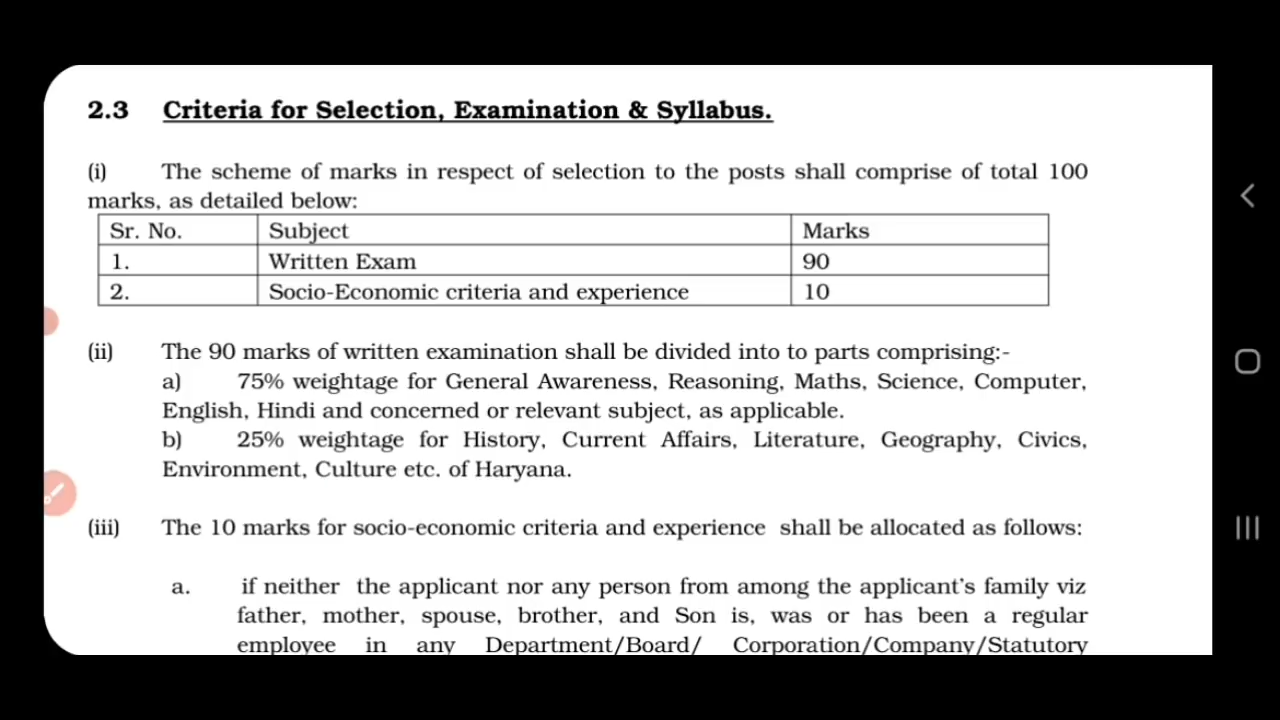 2.3 Criteria for Selection, Examination & Syllabus.
(i) The scheme of marks in respect of selection to the posts shall comprise of total 100
marks, as detailed below:
Sr. No. Subject Marks
1. Written Exam 90
2. Socio-Economic criteria and experience 10
(ii) The 90 marks of written examination shall be divided into to parts comprising:-
a) 75% weightage for General Awareness, Reasoning, Maths, Science, Computer,
English, Hindi and concerned or relevant subject, as applicable.
b) 25% weightage for History, Current Affairs, Literature, Geography, Civics,
Environment, Culture etc. of Haryana.
(iii) The 10 marks for socio-economic criteria and experience shall be allocated as follows:
a. if neither the applicant nor any person from among the applicant's family viz
father, mother, spouse, brother, and Son is, was or has been a regular
employee in any Department/Board/ Corporation/Company/Statutory